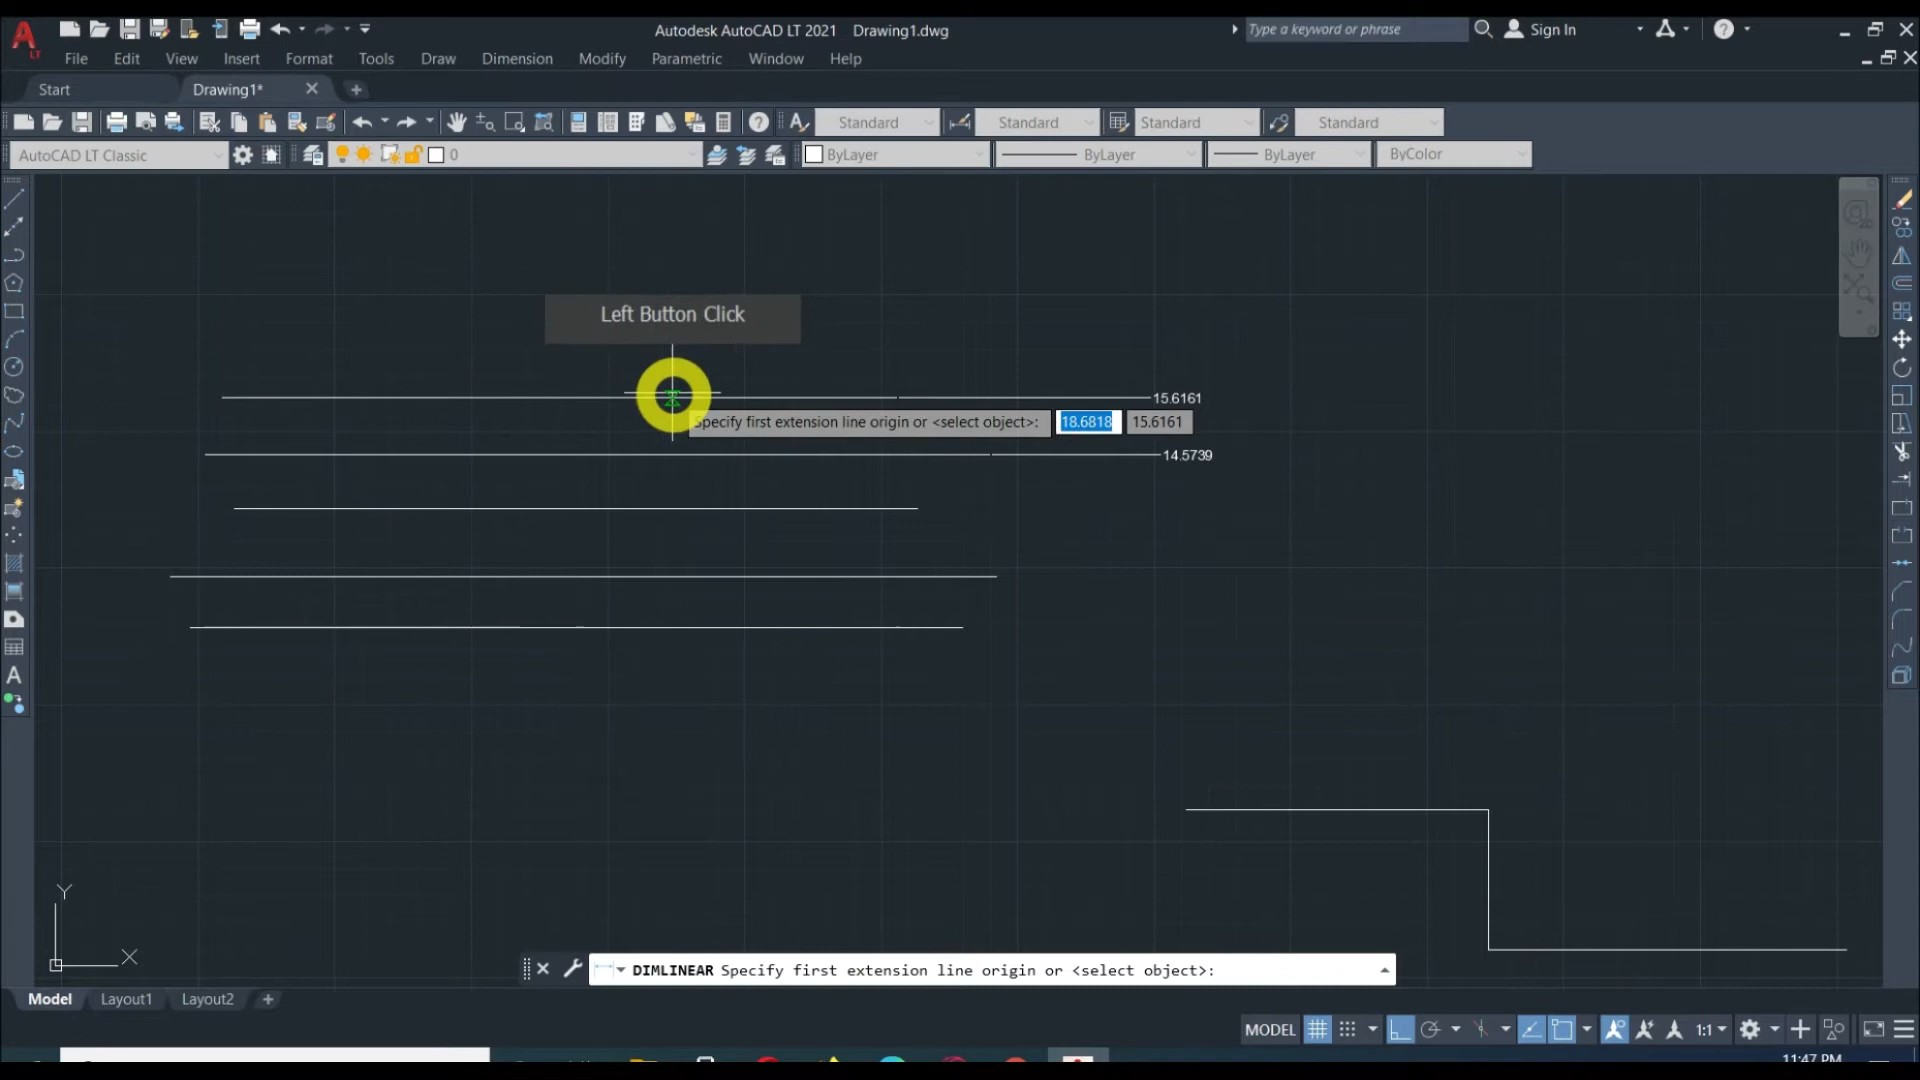 Autodesk AutoCAD LT 2021 Drawing1.dwg
Type a keyword or phrase
Sign In
LT
File Edit View Insert Format Tools Draw Dimension Modify Parametric Window Help
Start Drawing1*
Standard Standard Standard Standard
AutoCAD LT Classic 0 ByLayer ByLayer ByLayer ByColor
Left Button Click
15.6161
Specify first extension line origin or <select object>: 18.6818 15.6161
14.5739
Y
X
DIMLINEAR Specify first extension line origin or <select object>:
Model Layout1 Layout2
MODEL 1:1
11:47 PM